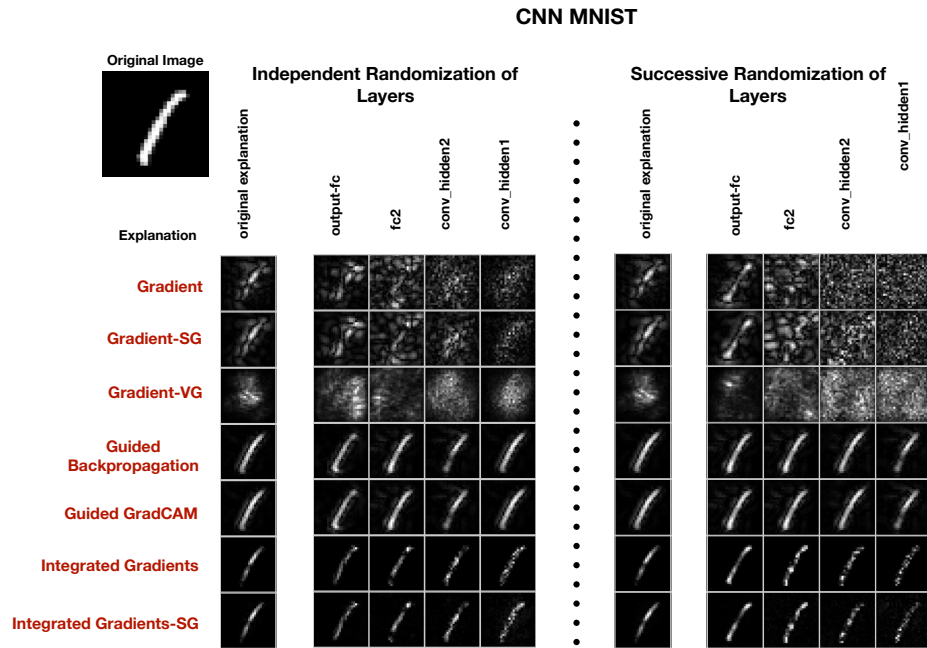 CNN MNIST
Original Image
Independent Randomization of
Layers
Successive Randomization of
Layers
original explanation
output-fc
fc2
conv_hidden2
conv_hidden1
original explanation
output-fc
fc2
conv_hidden2
conv_hidden1
Explanation
Gradient
Gradient-SG
Gradient-VG
Guided
Backpropagation
Guided GradCAM
Integrated Gradients
Integrated Gradients-SG